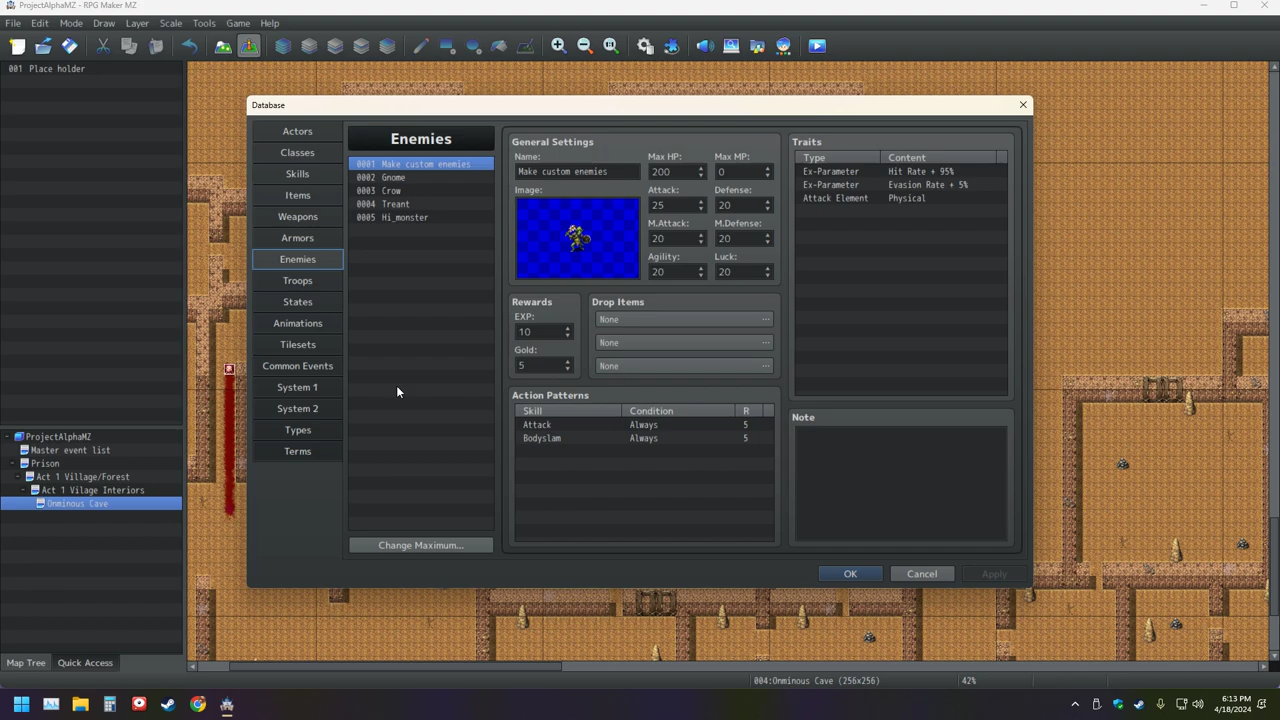 ProjectAlphaMZ - RPG Maker MZ
File Edit Mode Draw Layer Scale Tools Game Help
001 Place holder
Database
Actors
Classes
Skills
Items
Weapons
Armors
Enemies
Troops
States
Animations
Tilesets
Common Events
System 1
System 2
Types
Terms
Enemies
0001 Make custom enemies
0002 Gnome
0003 Crow
0004 Treant
0005 Hi_monster
Change Maximum...
General Settings
Name: Max HP: Max MP:
Make custom enemies 200 0
Image: Attack: Defense:
25 20
M.Attack: M.Defense:
20 20
Agility: Luck:
20 20
Rewards
EXP:
10
Gold:
5
Drop Items
None ...
None ...
None ...
Action Patterns
Skill Condition R
Attack Always 5
Bodyslam Always 5
Traits
Type Content
Ex-Parameter Hit Rate + 95%
Ex-Parameter Evasion Rate + 5%
Attack Element Physical
Note
OK Cancel Apply
ProjectAlphaMZ
Master event list
Prison
Act 1 Village/Forest
Act 1 Vilage Interiors
Onminous Cave
Map Tree Quick Access
004:Onminous Cave (256x256) 42%
6:13 PM
4/18/2024